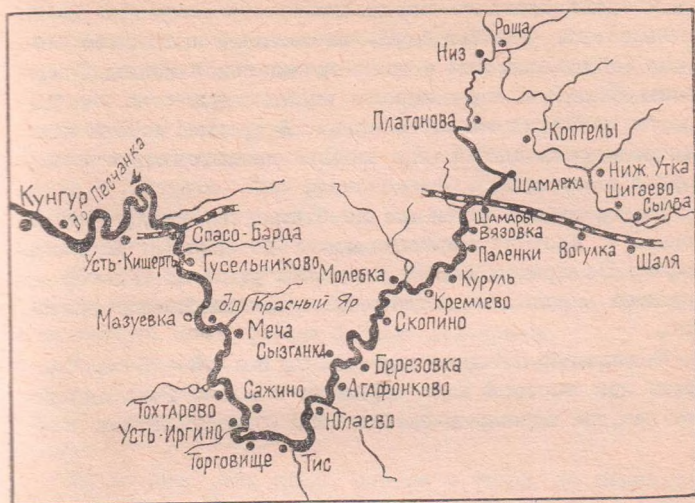 Роща
Низ
Платонова
Коптелы
Ниж. Утка
Шамарка
Шигаево
Сылва
до Песчанка
Кунгур
Шамары
Вязовка
Спасо-Барда
Усть-Кишерть
Паленки
Вогулка
Шаля
Гусельниково
Молебка
Куруль
Кремлево
до Красный Яр
Мазуевка
Скопино
Меча
Сызганка
Березовка
Сажино
Агафонково
Тохтарево
Юлаево
Усть-Иргино
Торговище
Тис